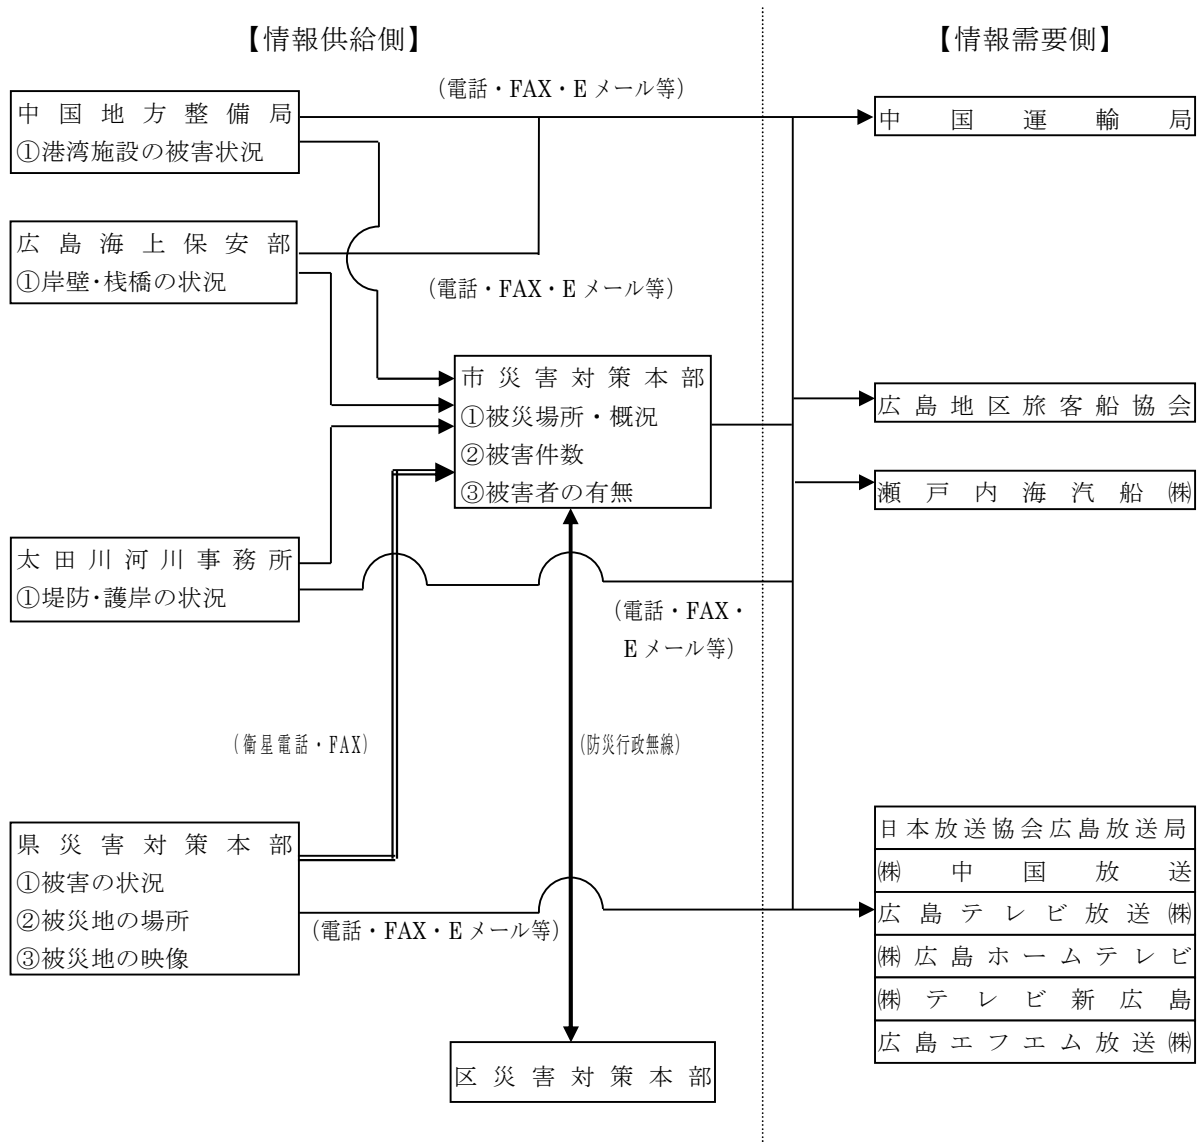 【情報供給側】
【情報需要側】
(電話・FAX・Eメール等)
中国地方整備局
①港湾施設の被害状況
中国運輸局
広島海上保安部
①岸壁・桟橋の状況
(電話・FAX・Eメール等)
市災害対策本部
①被災場所・概況
②被害件数
③被害者の有無
広島地区旅客船協会
瀬戸内海汽船㈱
太田川河川事務所
①堤防・護岸の状況
(電話・FAX・
Eメール等)
(衛星電話・FAX)
(防災行政無線)
県災害対策本部
①被害の状況
②被災地の場所
③被災地の映像
(電話・FAX・Eメール等)
日本放送協会広島放送局
㈱中国放送
広島テレビ放送㈱
㈱広島ホームテレビ
㈱テレビ新広島
広島エフエム放送㈱
区災害対策本部